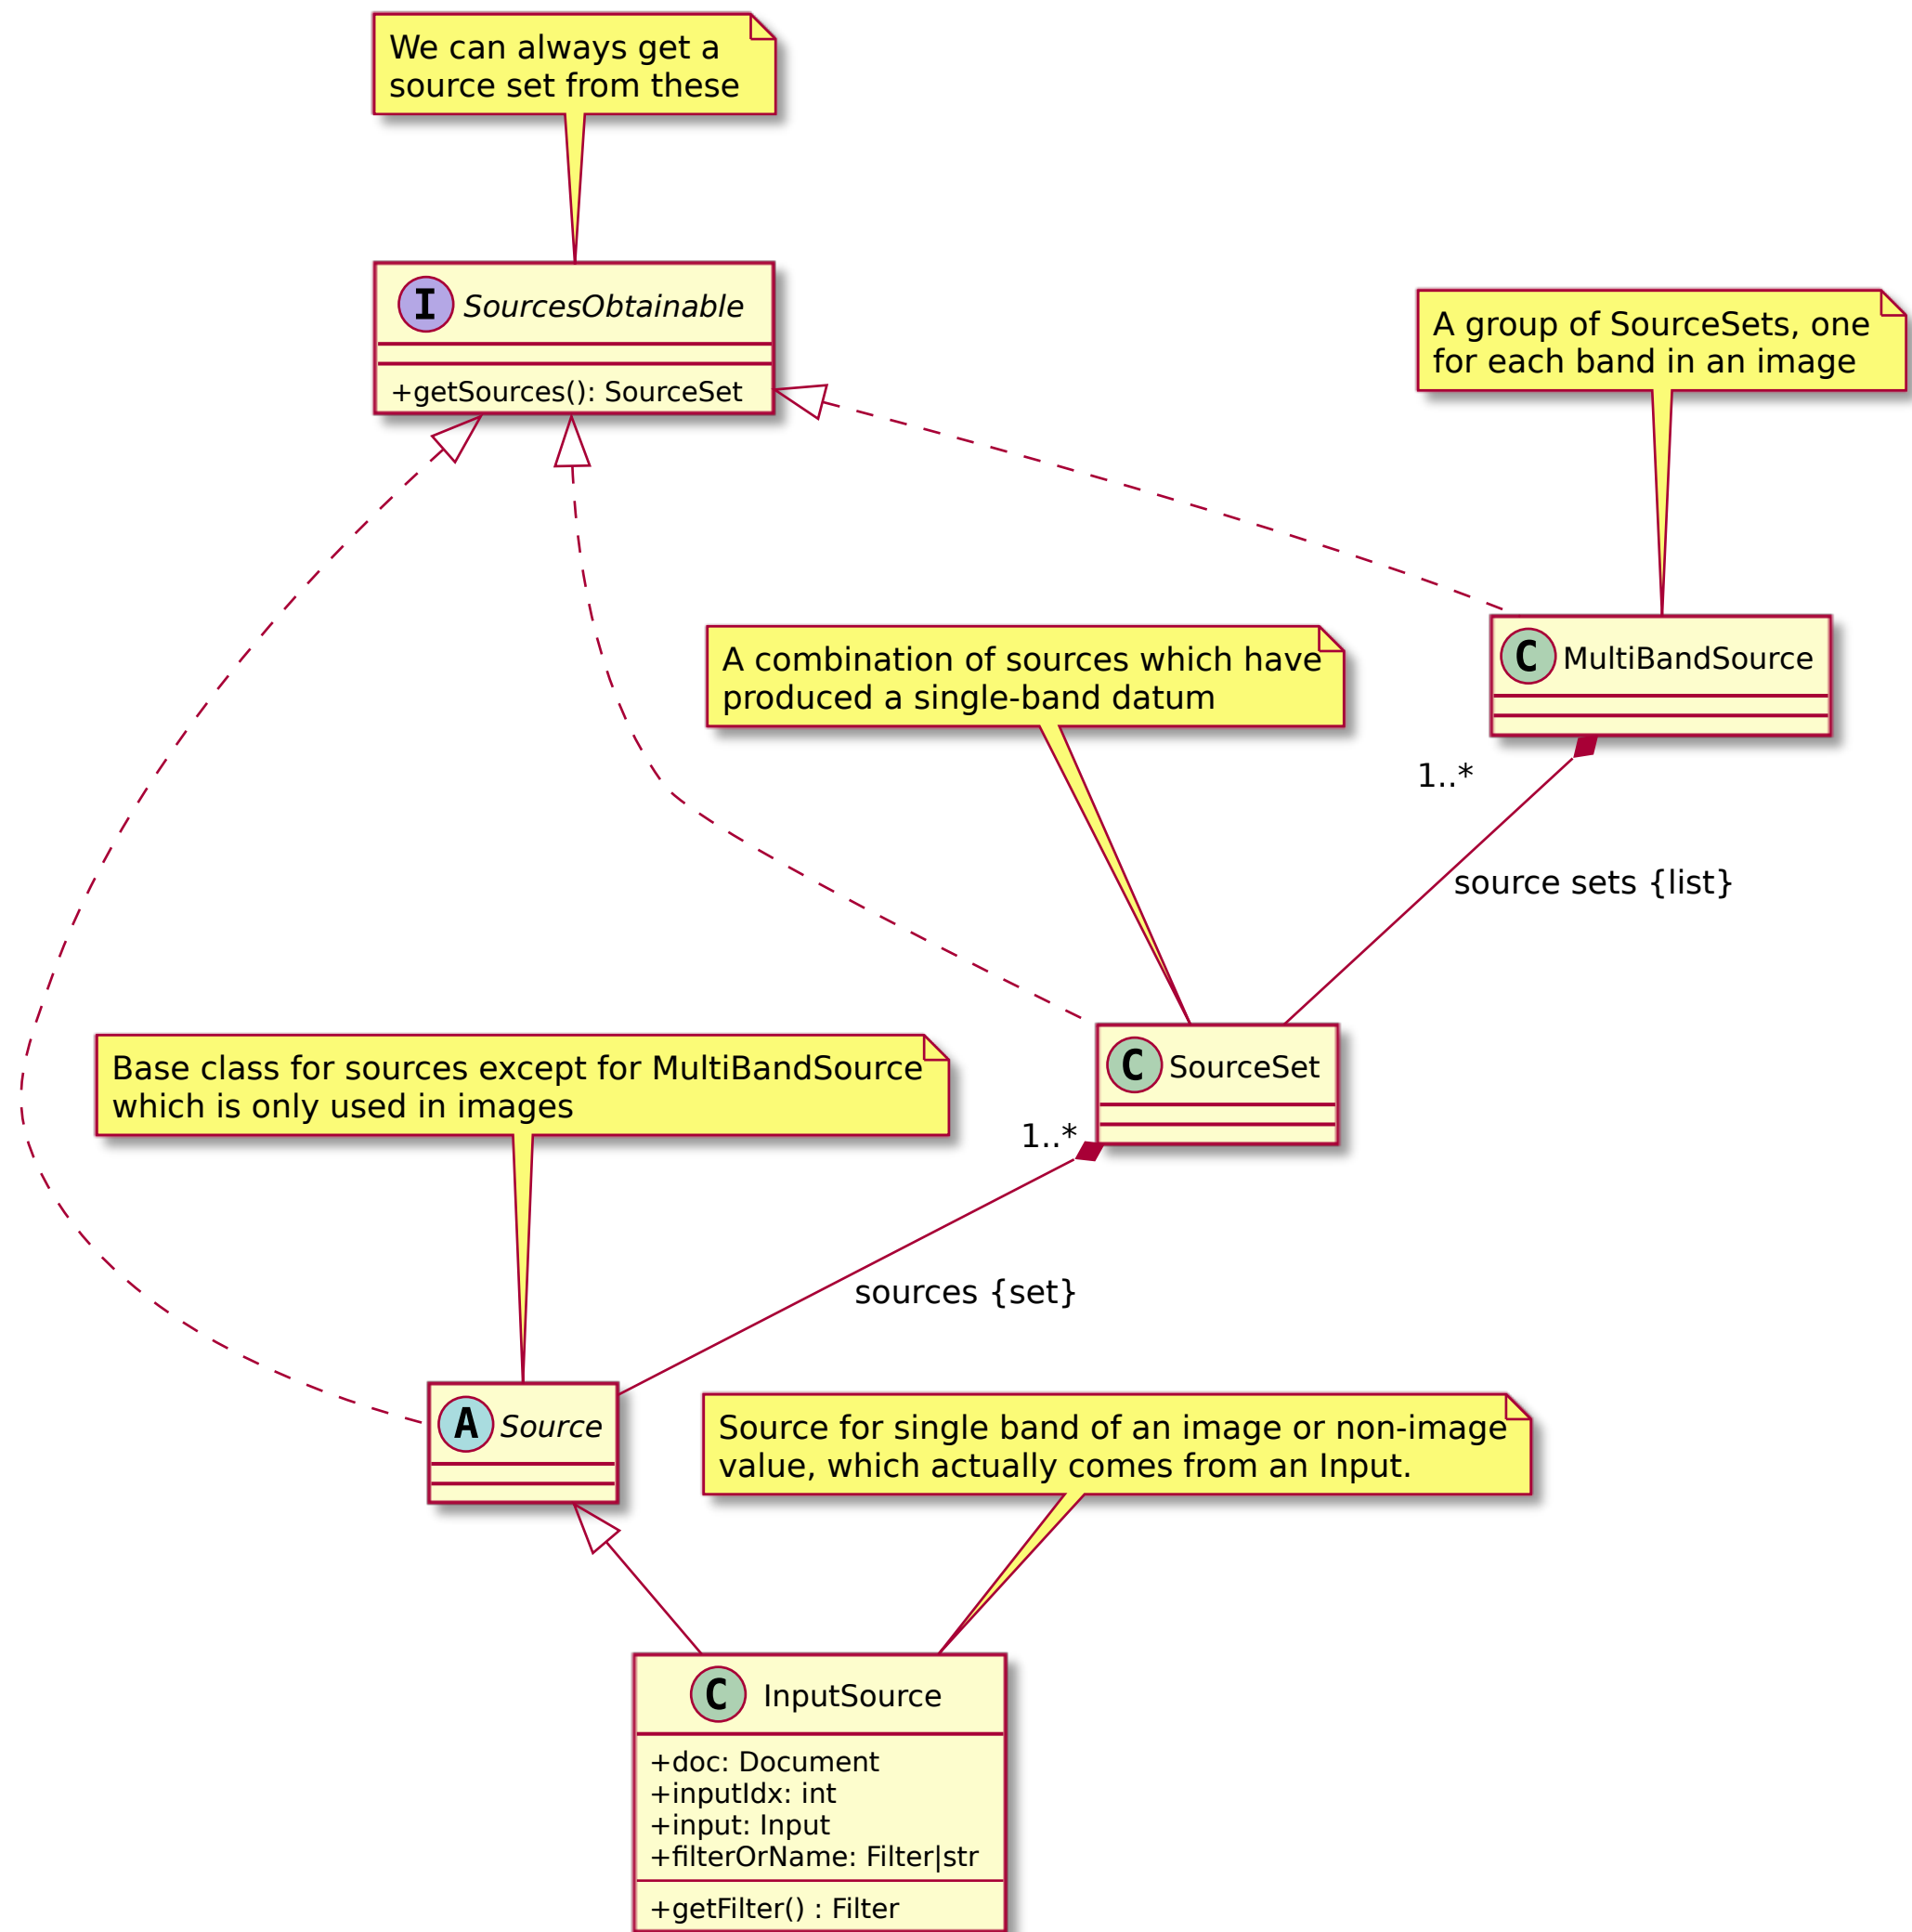 We can always get a
source set from these
I SourcesObtainable
+getSources(): SourceSet
A group of SourceSets, one
for each band in an image
C MultiBandSource
A combination of sources which have
produced a single-band datum
1..*
source sets {list}
C SourceSet
Base class for sources except for MultiBandSource
which is only used in images
1..*
sources {set}
A Source
Source for single band of an image or non-image
value, which actually comes from an Input.
C InputSource
+doc: Document
+inputIdx: int
+input: Input
+filterOrName: Filter|str
+getFilter() : Filter